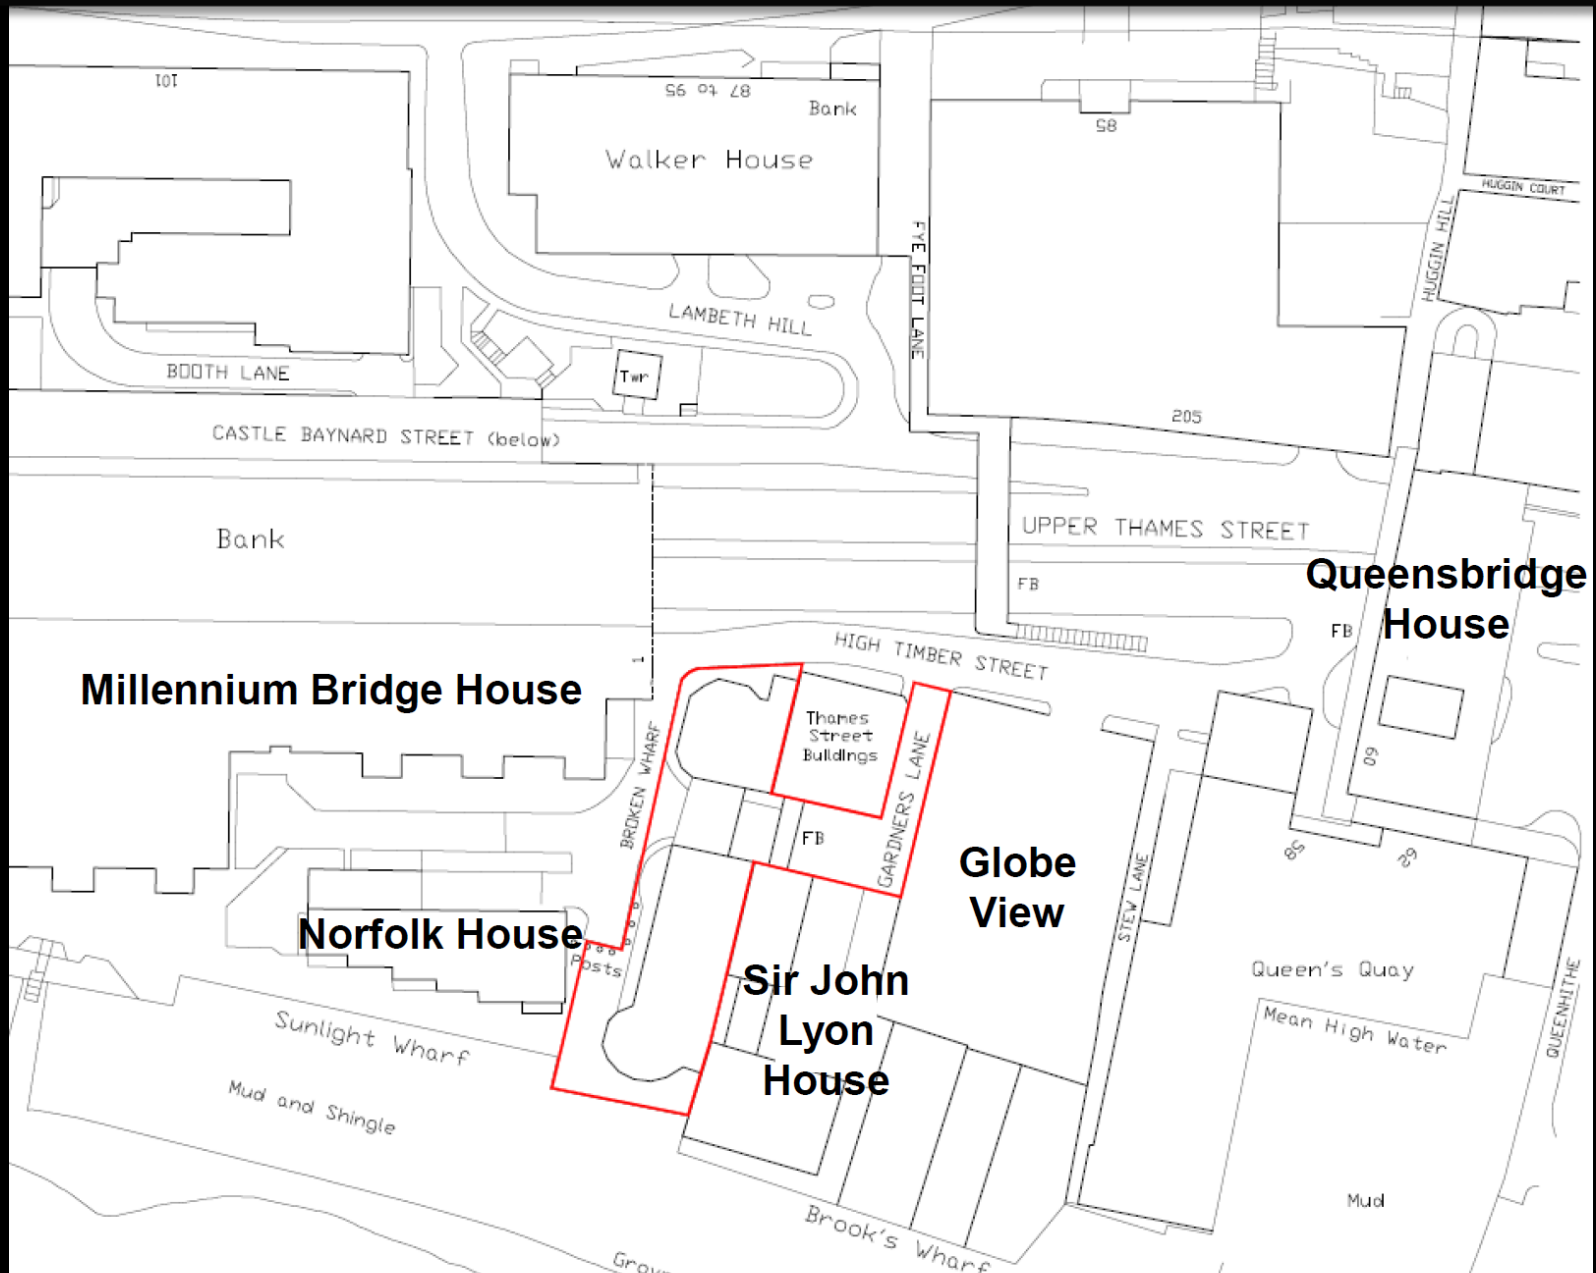 101
87 to 95
Bank
Walker House
85
HUGGIN COURT
HUGGIN HILL
FYE FOOT LANE
LAMBETH HILL
Twr
BOOTH LANE
205
CASTLE BAYNARD STREET (below)
Bank
UPPER THAMES STREET
FB
Queensbridge
House
FB
HIGH TIMBER STREET
1
Millennium Bridge House
Thames
Street
Buildings
BROKEN WHARF
GARDNERS LANE
60
FB
58
62
Globe
View
STEW LANE
Norfolk House
Posts
Queen's Quay
Sir John
Lyon
House
Mean High Water
QUEENHITHE
Sunlight Wharf
Mud and Shingle
Mud
Brook's Wharf